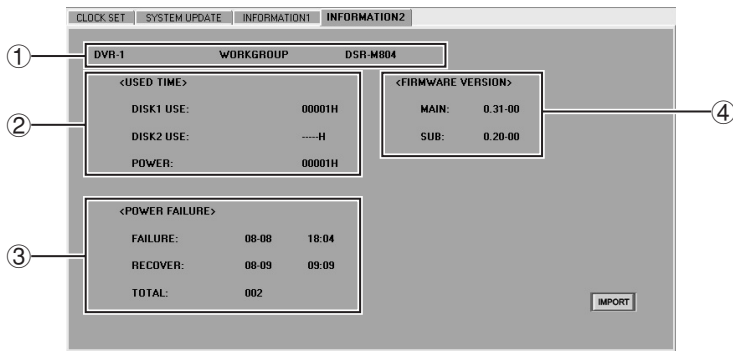 CLOCK SET SYSTEM UPDATE INFORMATION1 INFORMATION2
① DVR-1 WORKGROUP DSR-M804
② <USED TIME>
DISK1 USE: 00001H
DISK2 USE: -----H
POWER: 00001H
<FIRMWARE VERSION> ④
MAIN: 0.31-00
SUB: 0.20-00
③ <POWER FAILURE>
FAILURE: 08-08 18:04
RECOVER: 08-09 09:09
TOTAL: 002
IMPORT